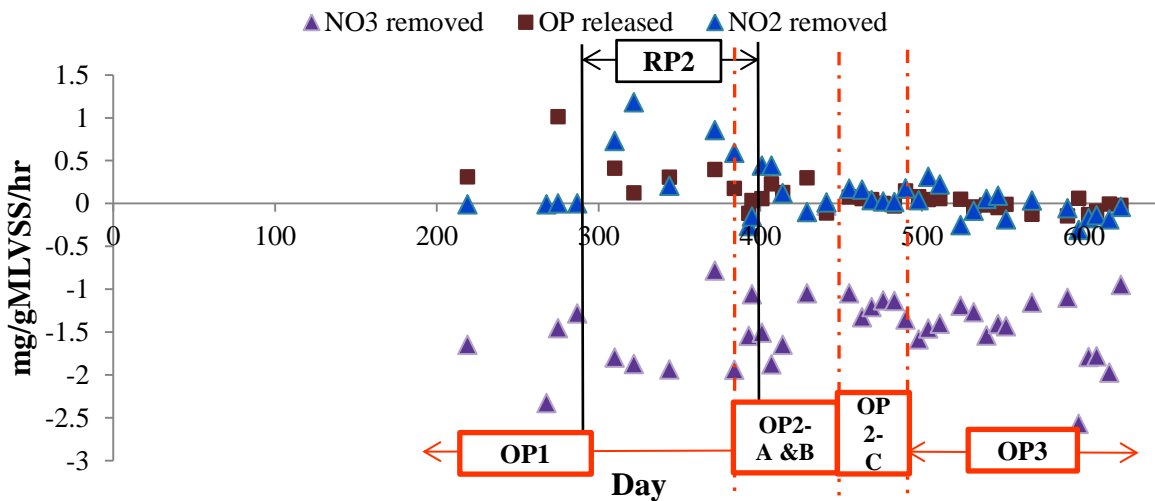 NO3 removed OP released NO2 removed
RP2
1.5
1
0.5
0
-0.5
-1
-1.5
-2
-2.5
-3
mg/gMLVSS/hr
0 100 200 300 400 500 600
OP1
OP2-
A &B
OP
2-
C
OP3
Day